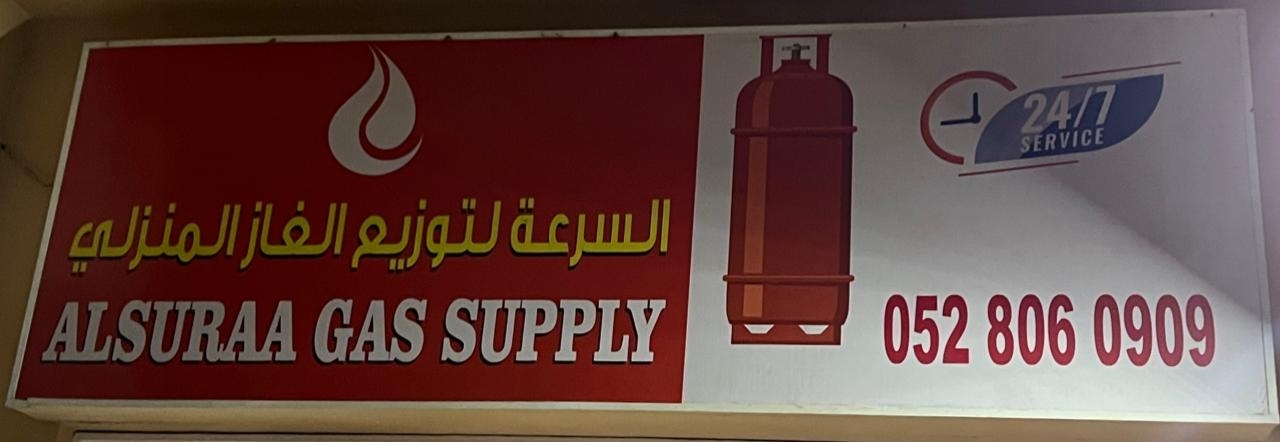 السرعة لتوزيع الغاز المنزلي
ALSURAA GAS SUPPLY
24/7
SERVICE
052 806 0909